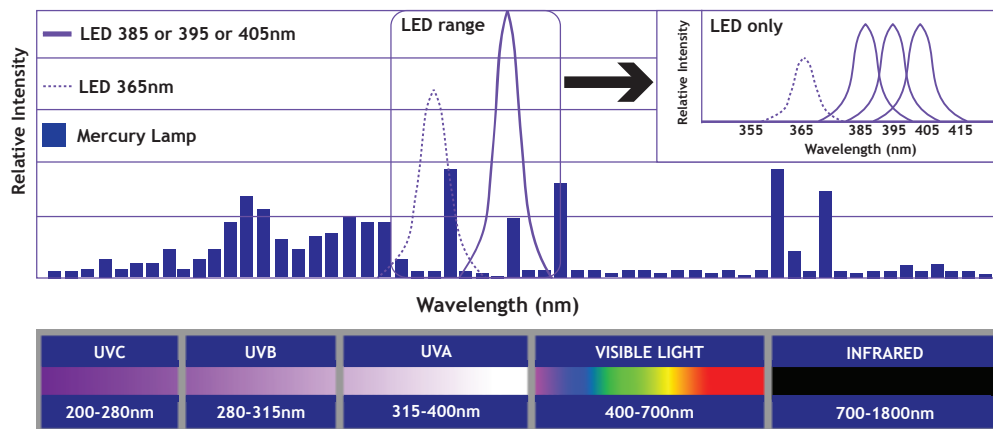 LED 385 or 395 or 405nm
LED 365nm
Mercury Lamp
LED range
LED only
Relative Intensity
355 365 385 395 405 415
Wavelength (nm)
Relative Intensity
Wavelength (nm)
UVC UVB UVA VISIBLE LIGHT INFRARED
200-280nm 280-315nm 315-400nm 400-700nm 700-1800nm